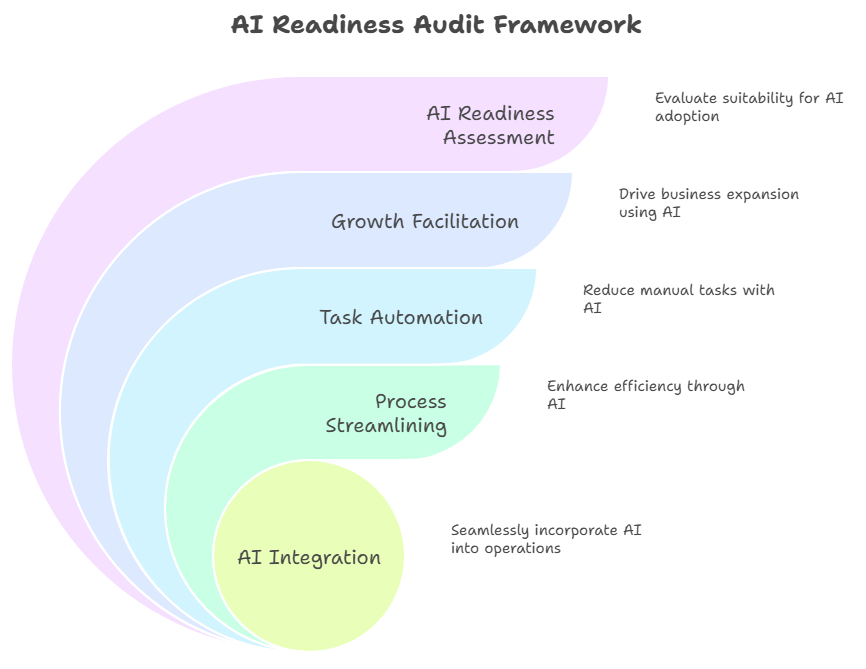 AI Readiness Audit Framework
AI Readiness
Assessment
Evaluate suitability for AI
adoption
Growth Facilitation
Drive business expansion
using AI
Task Automation
Reduce manual tasks with
AI
Process
Streamlining
Enhance efficiency through
AI
AI Integration
Seamlessly incorporate AI
into operations